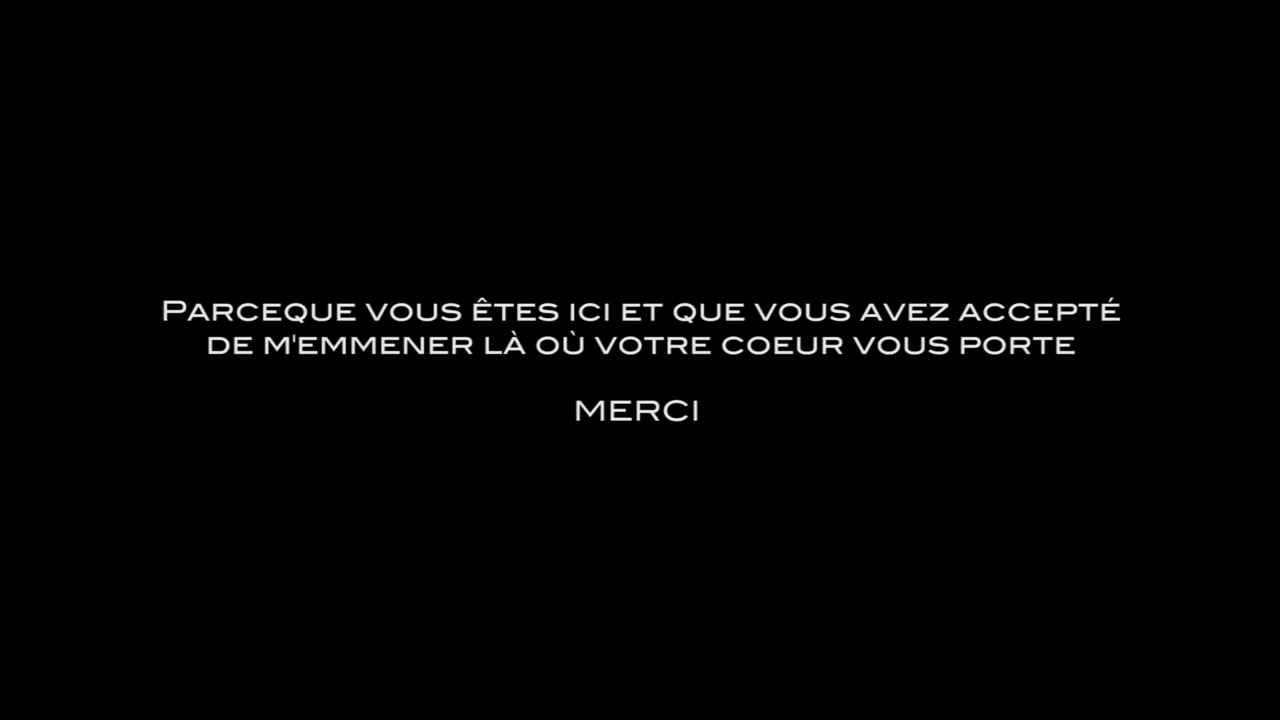 Parceque vous êtes ici et que vous avez accepté
de m'emmener là où votre coeur vous porte
MERCI